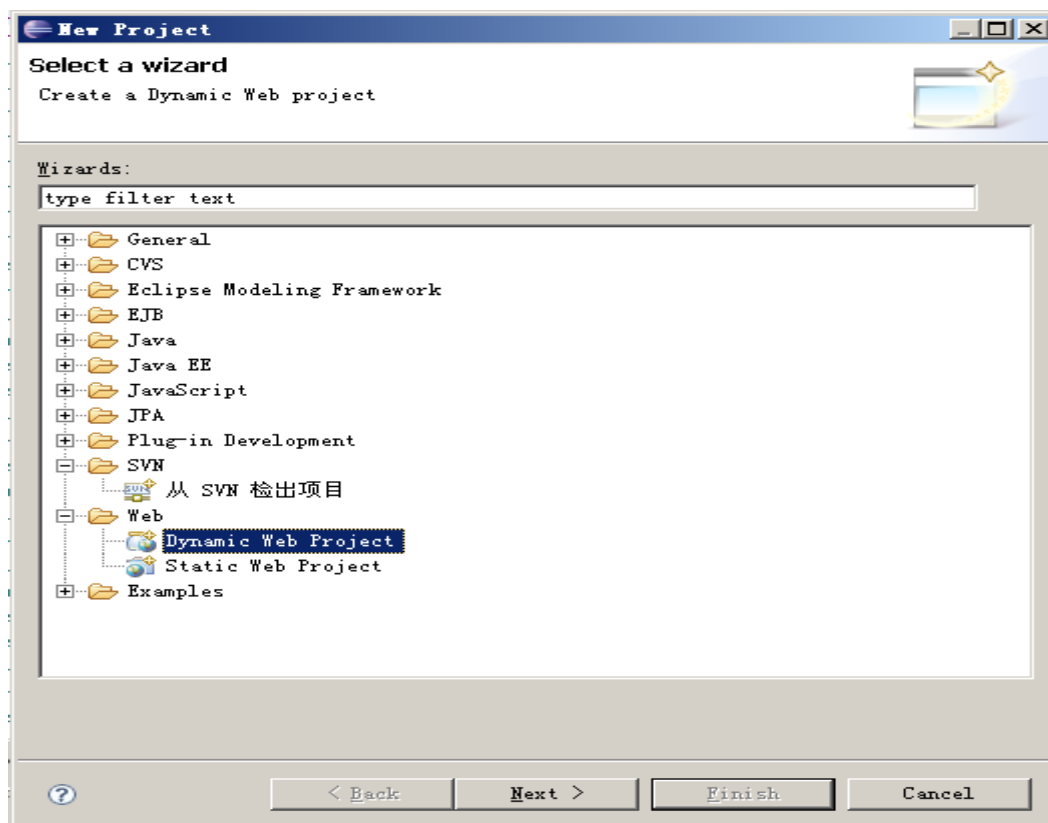 New Project
Select a wizard
Create a Dynamic Web project
Wizards:
type filter text
General
CVS
Eclipse Modeling Framework
EJB
Java
Java EE
JavaScript
JPA
Plug-in Development
SVN
从 SVN 检出项目
Web
Dynamic Web Project
Static Web Project
Examples
< Back Next > Finish Cancel